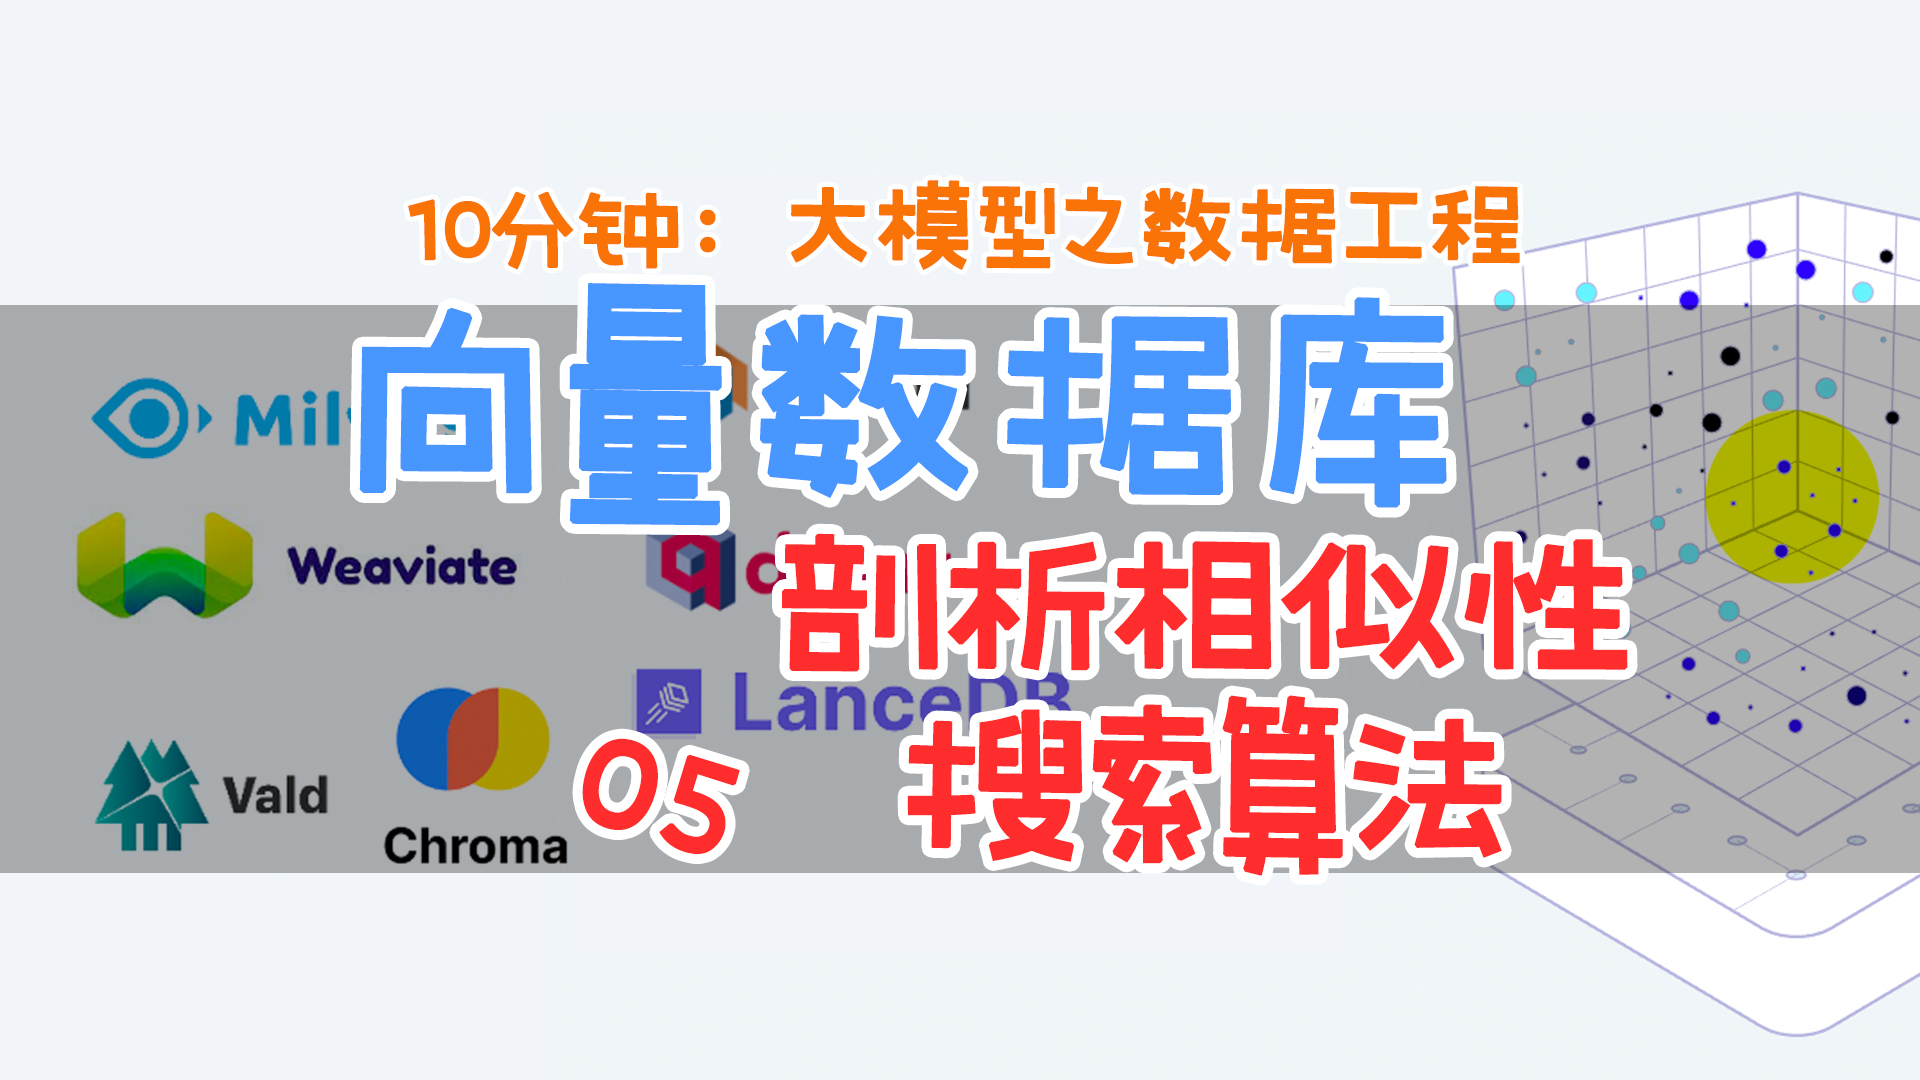 10分钟：大模型之数据工程
向量数据库
Weaviate
剖析相似性
LanceDB
05 搜索算法
Vald
Chroma